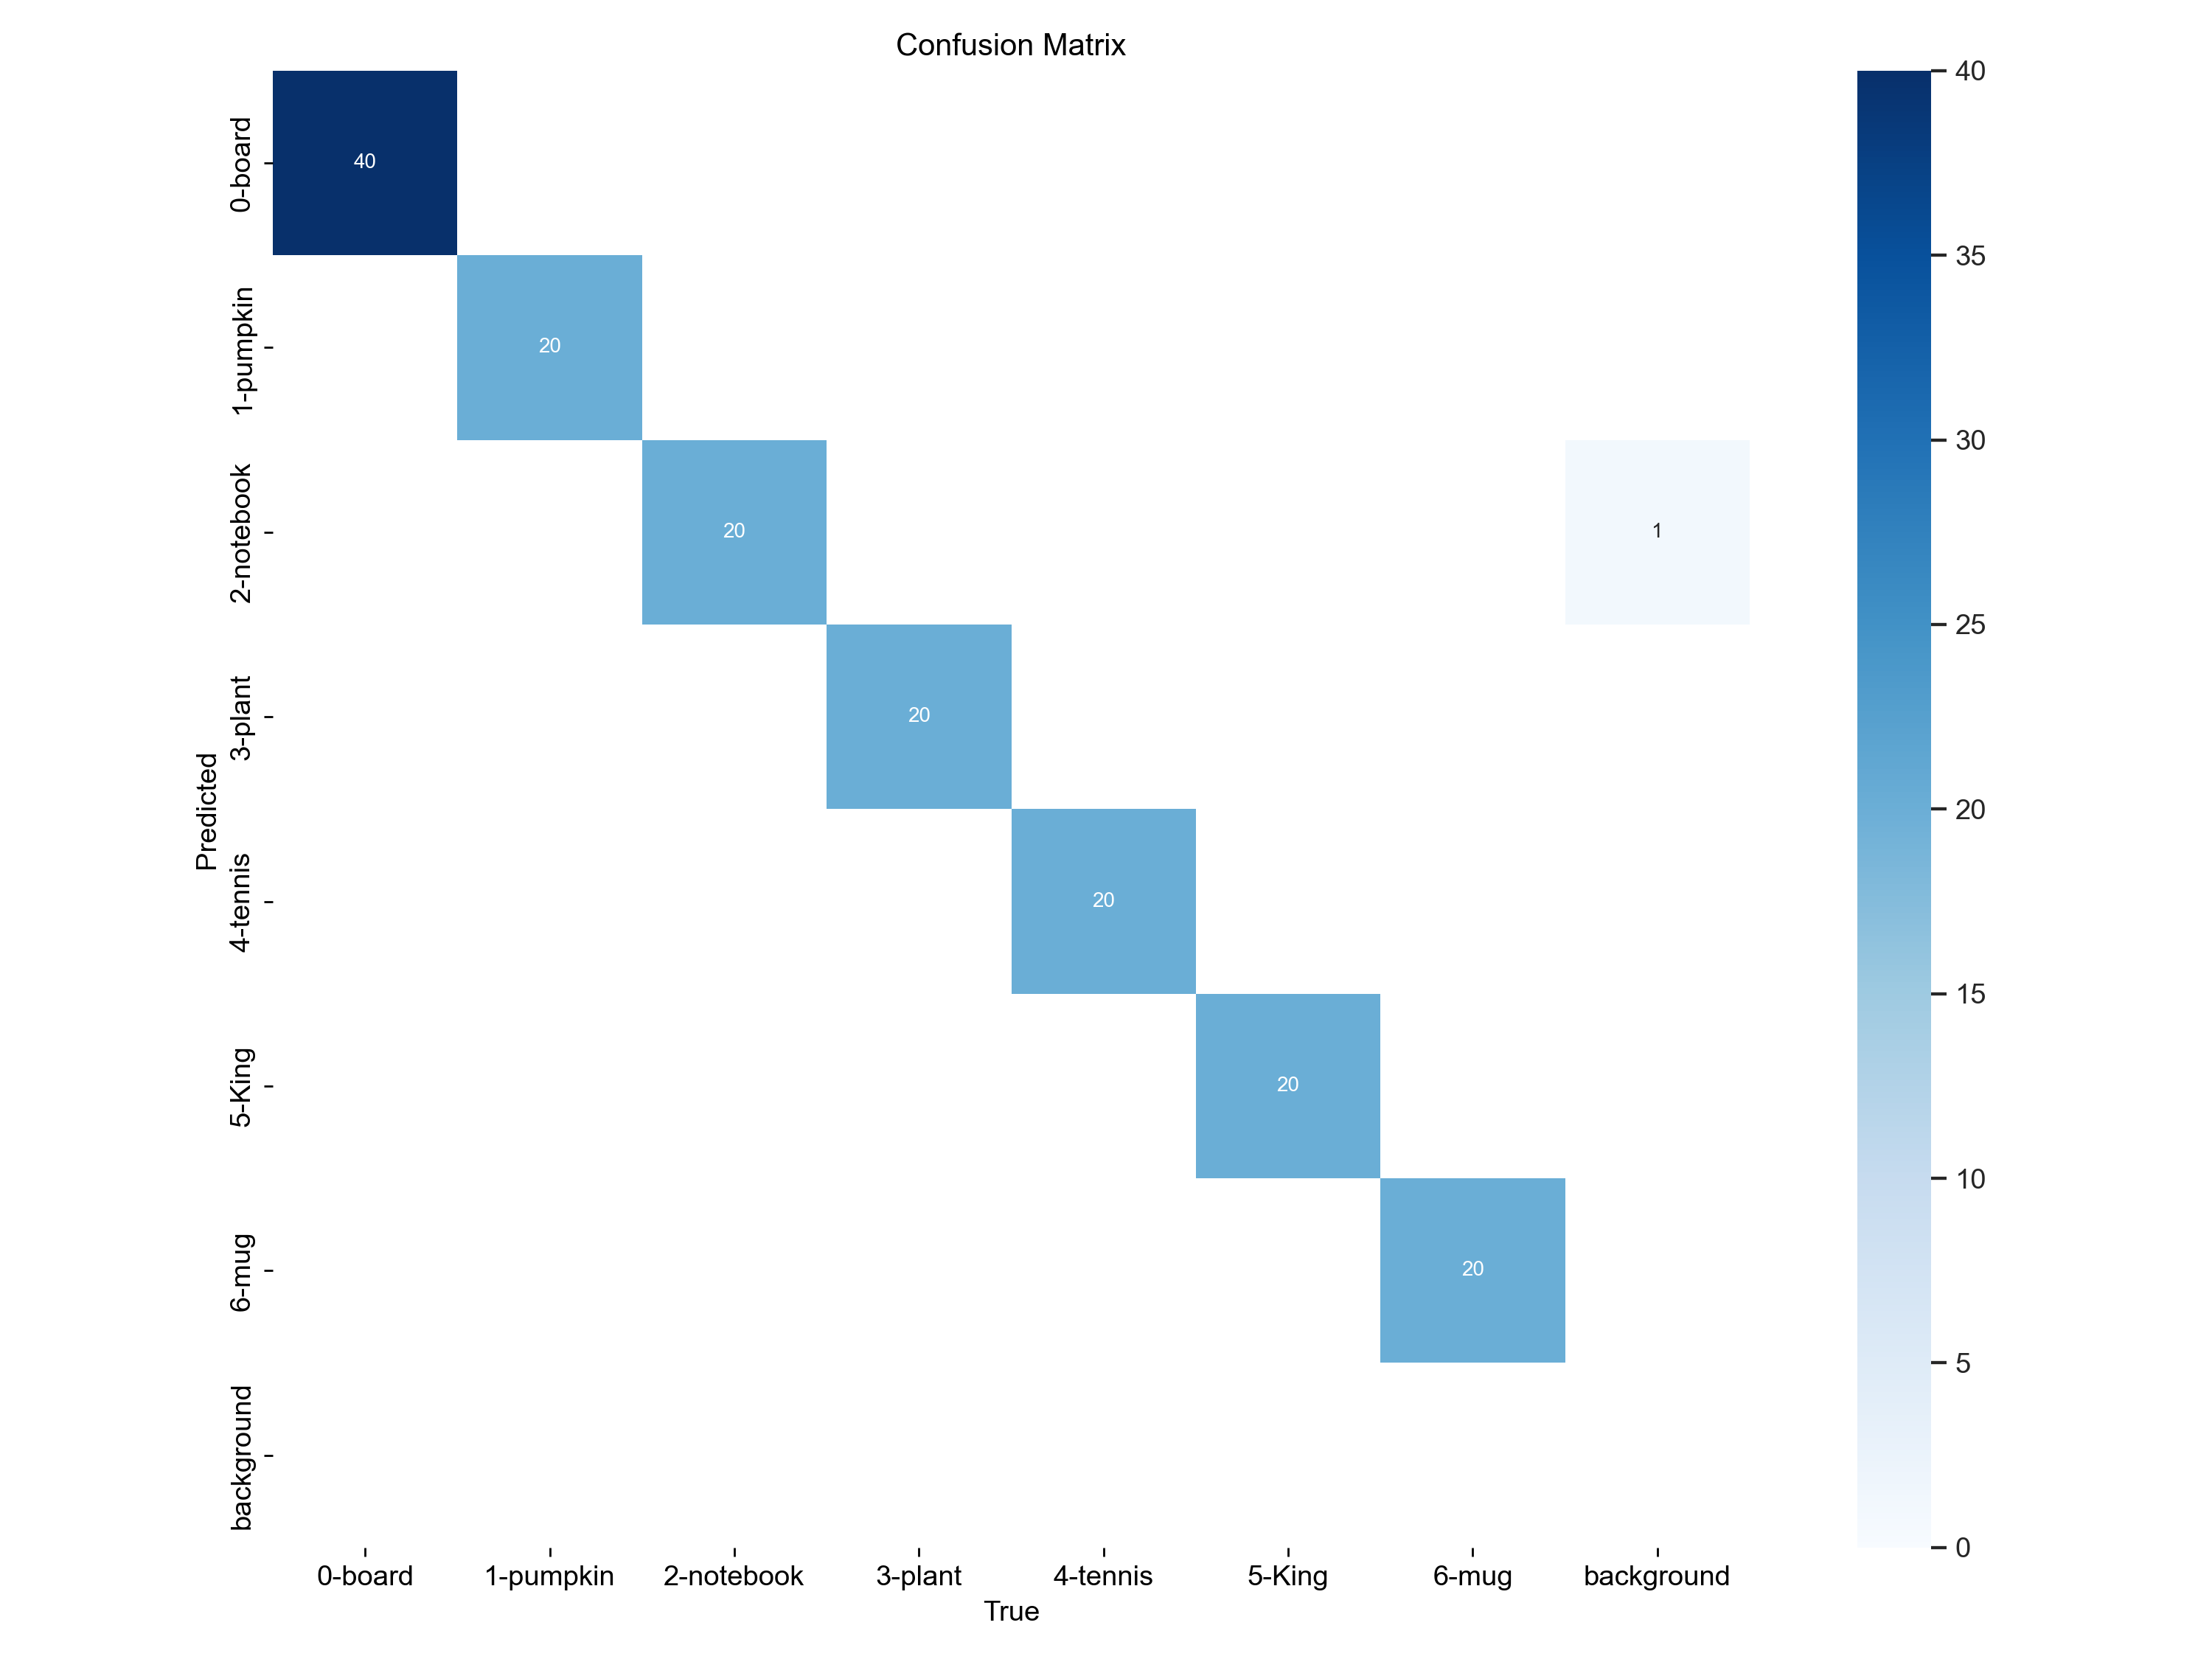 Confusion Matrix
0-board
40
1-pumpkin
20
2-notebook
20
1
3-plant
20
4-tennis
20
5-King
20
6-mug
20
background
Predicted
0-board 1-pumpkin 2-notebook 3-plant 4-tennis 5-King 6-mug background
True
40
35
30
25
20
15
10
5
0